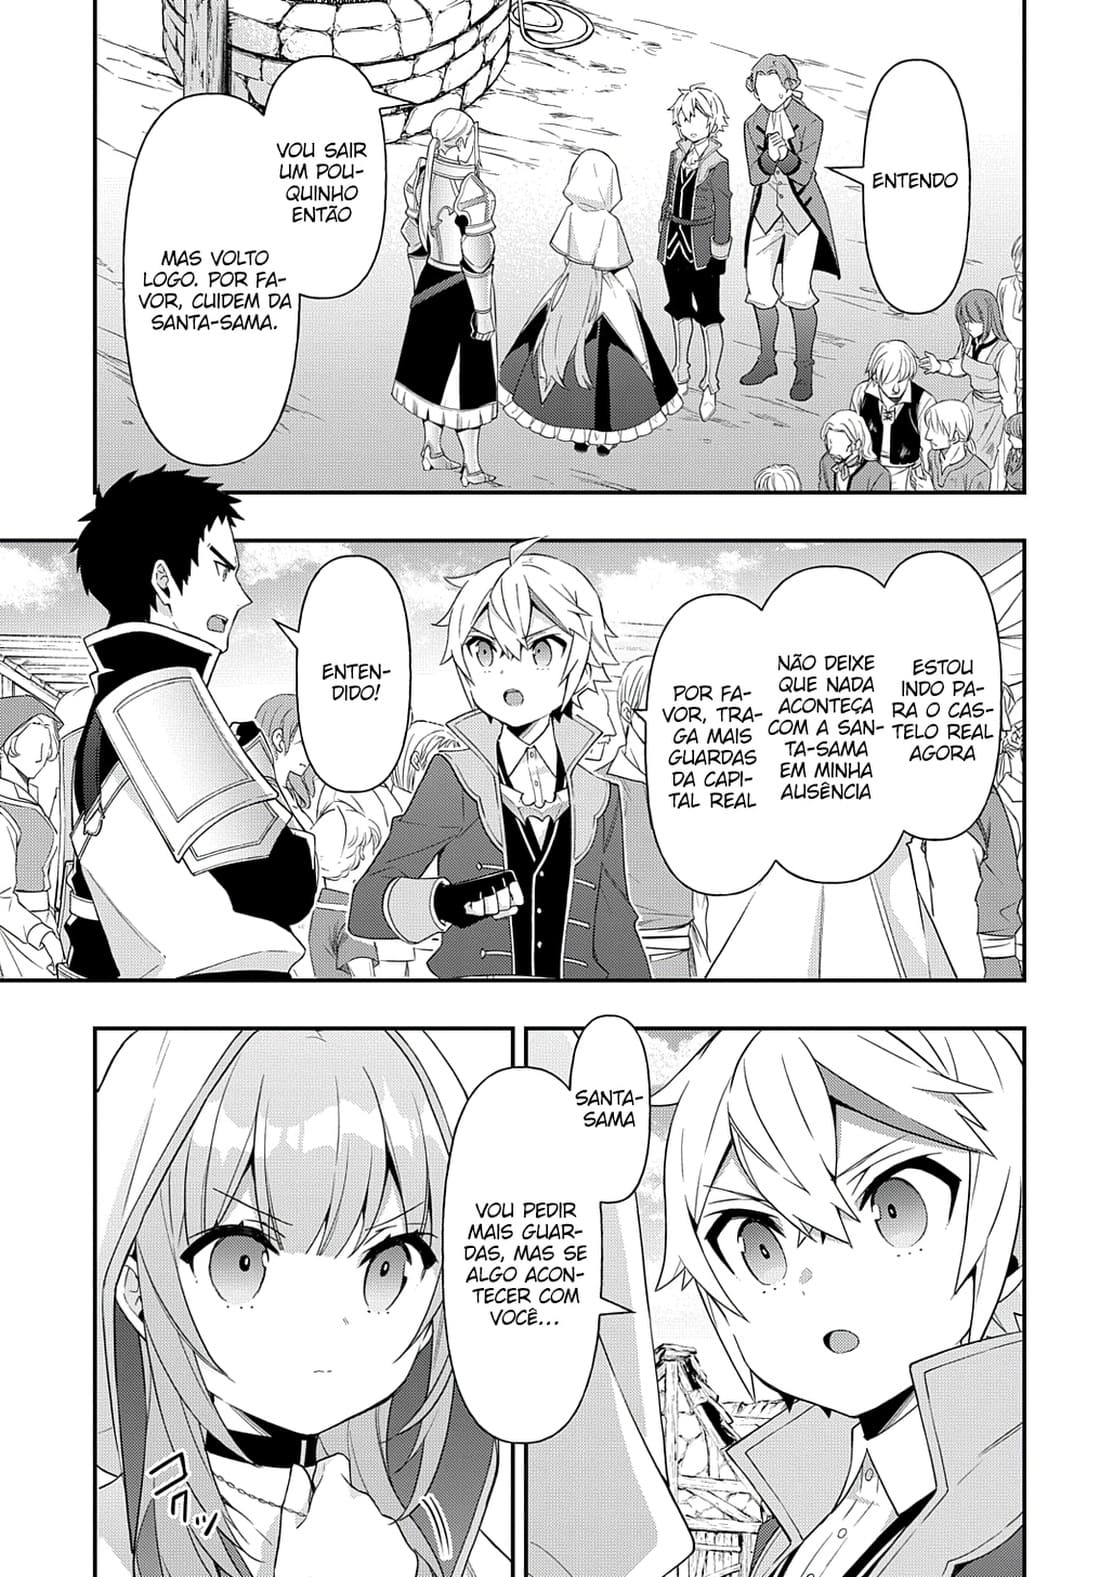 ENTENDO
VOU SAIR
UM POU-
QUINHO
ENTÃO
MAS VOLTO
LOGO. POR FA-
VOR, CUIDEM DA
SANTA-SAMA.
ESTOU
INDO PA-
RA O CAS-
TELO REAL
AGORA
NÃO DEIXE
QUE NADA
ACONTEÇA
COM A SAN-
TA-SAMA
EM MINHA
AUSÊNCIA
POR FA-
VOR, TRA-
GA MAIS
GUARDAS
DA CAPI-
TAL REAL
ENTEN-
DIDO!
SANTA-
SAMA
VOU PEDIR
MAIS GUAR-
DAS, MAS SE
ALGO ACON-
TECER COM
VOCÊ...
コクッ